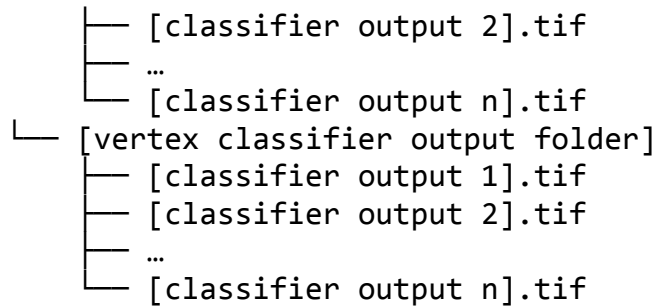 ├── [classifier output 2].tif
├── …
└── [classifier output n].tif
└── [vertex classifier output folder]
├── [classifier output 1].tif
├── [classifier output 2].tif
├── …
└── [classifier output n].tif